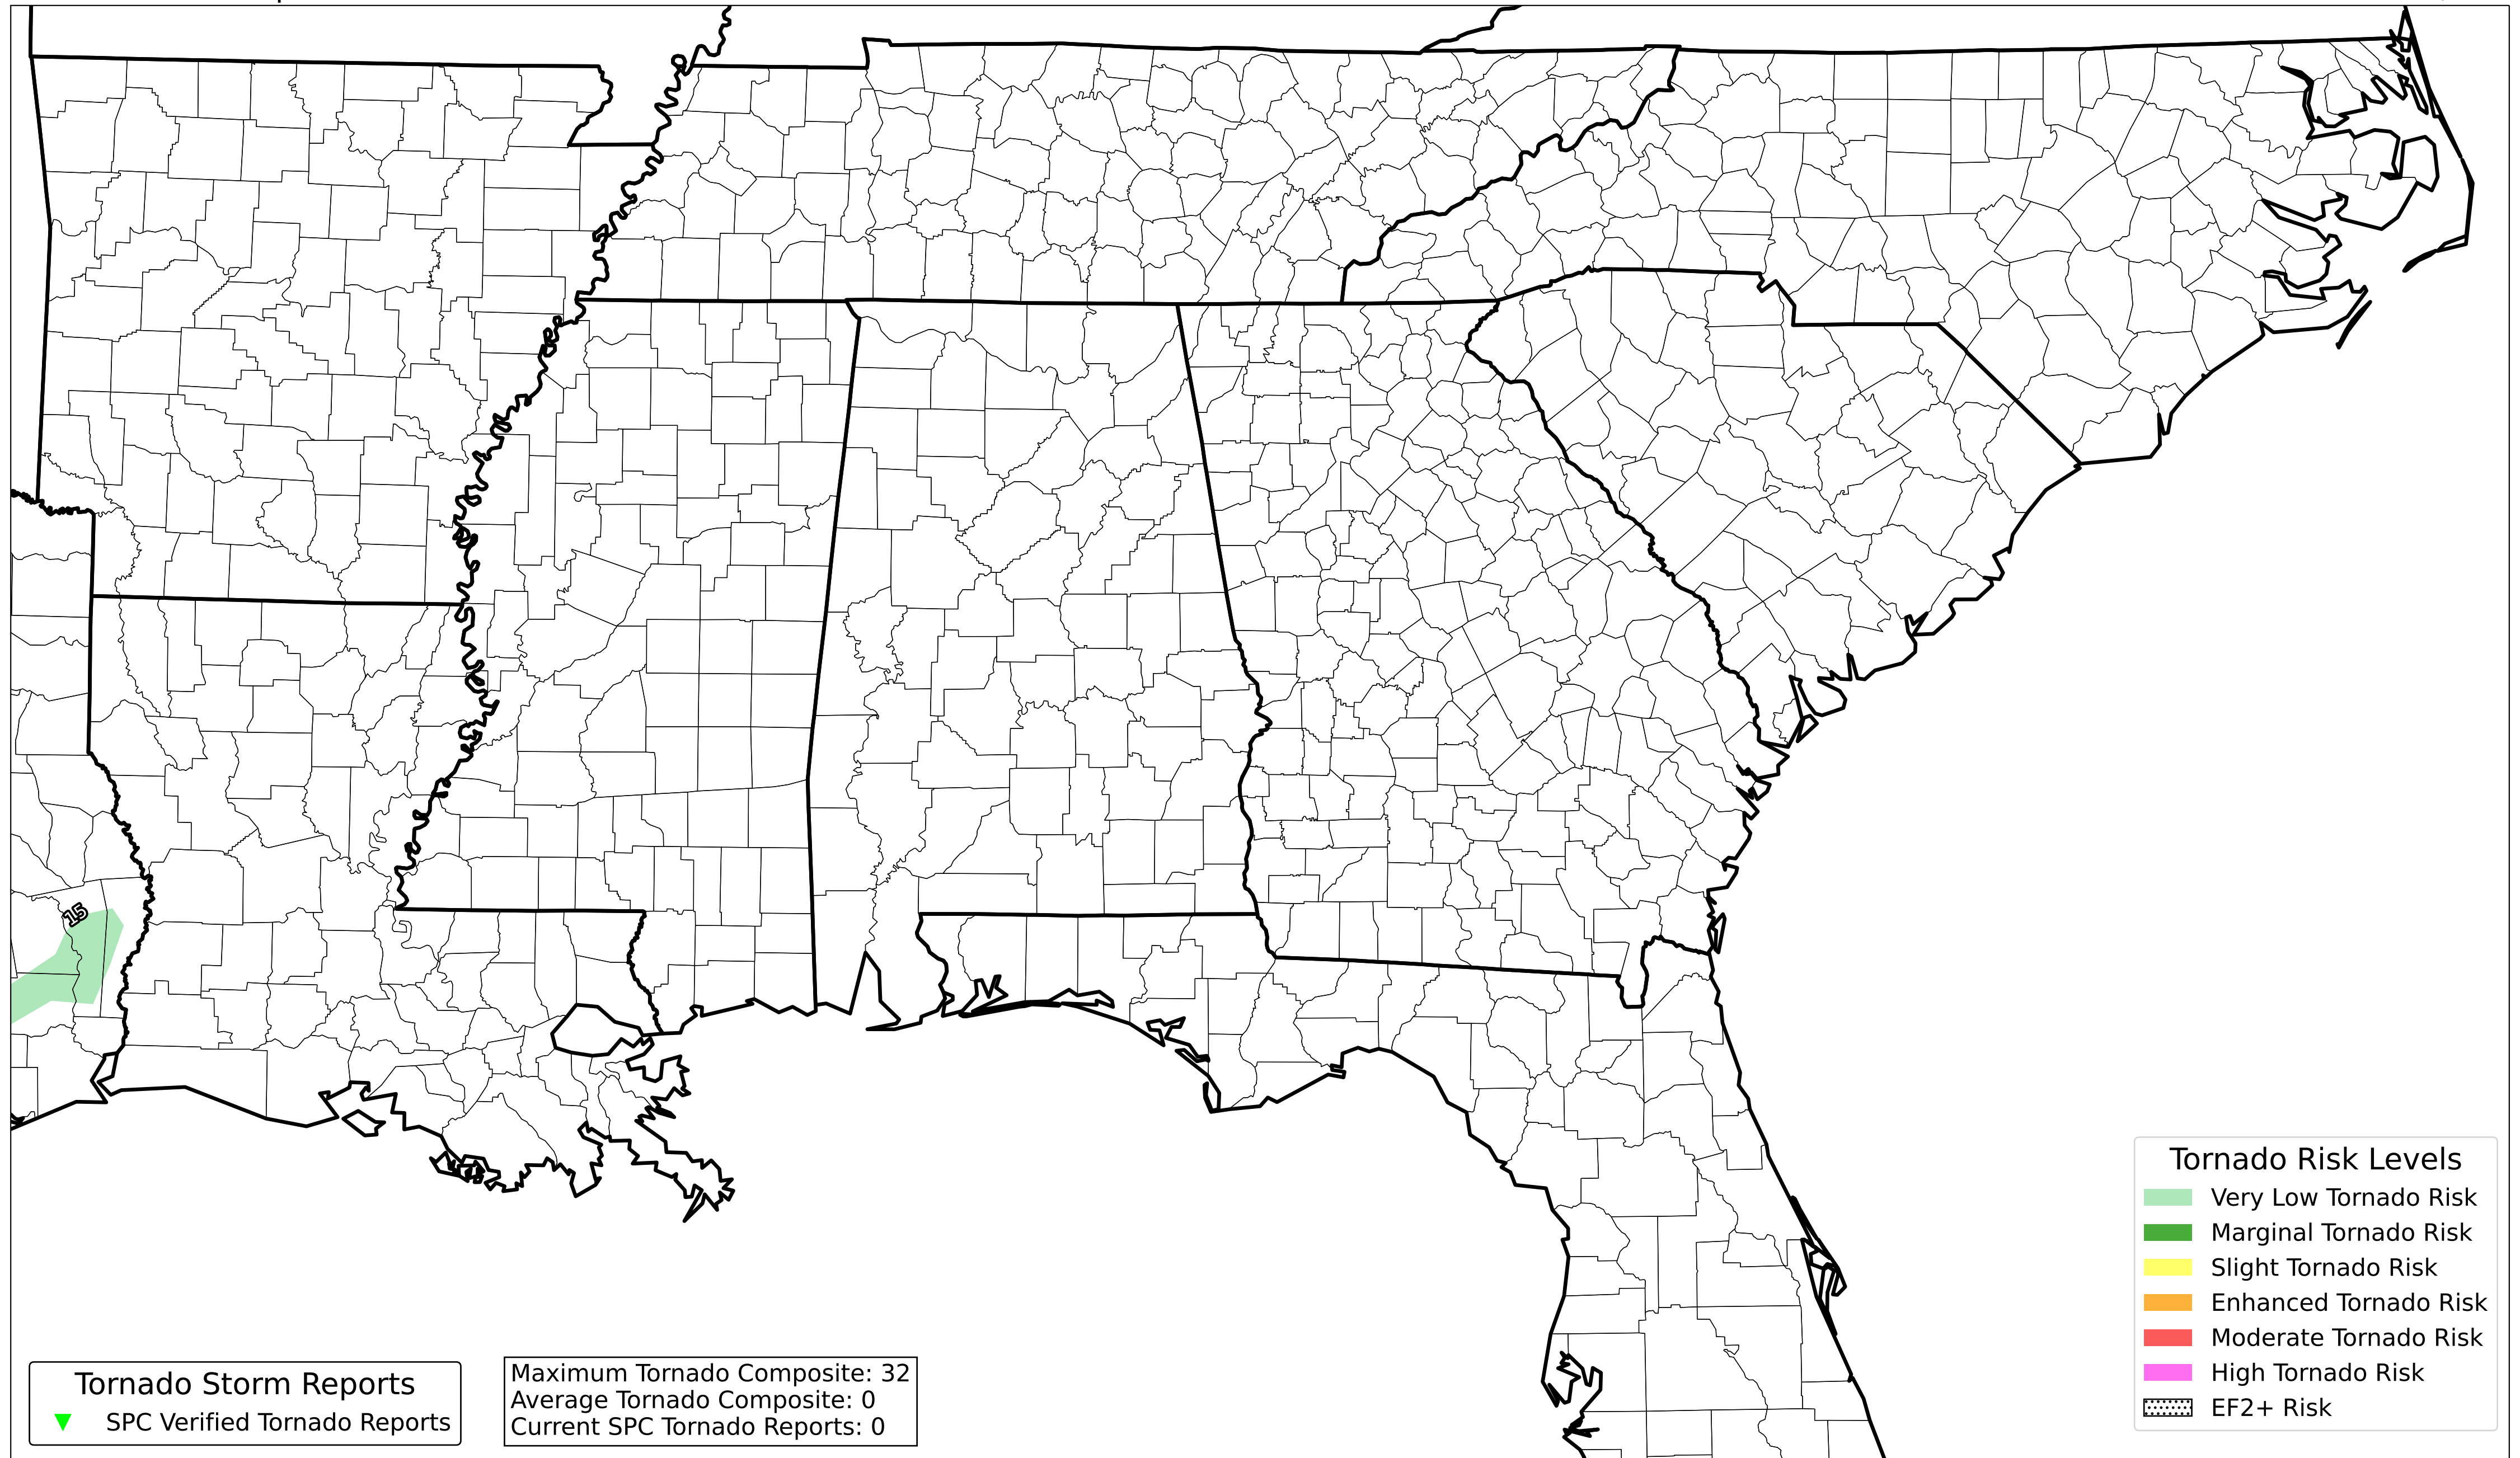 15
Tornado Risk Levels
Very Low Tornado Risk
Marginal Tornado Risk
Slight Tornado Risk
Enhanced Tornado Risk
Moderate Tornado Risk
High Tornado Risk
EF2+ Risk
Tornado Storm Reports
SPC Verified Tornado Reports
Maximum Tornado Composite: 32
Average Tornado Composite: 0
Current SPC Tornado Reports: 0